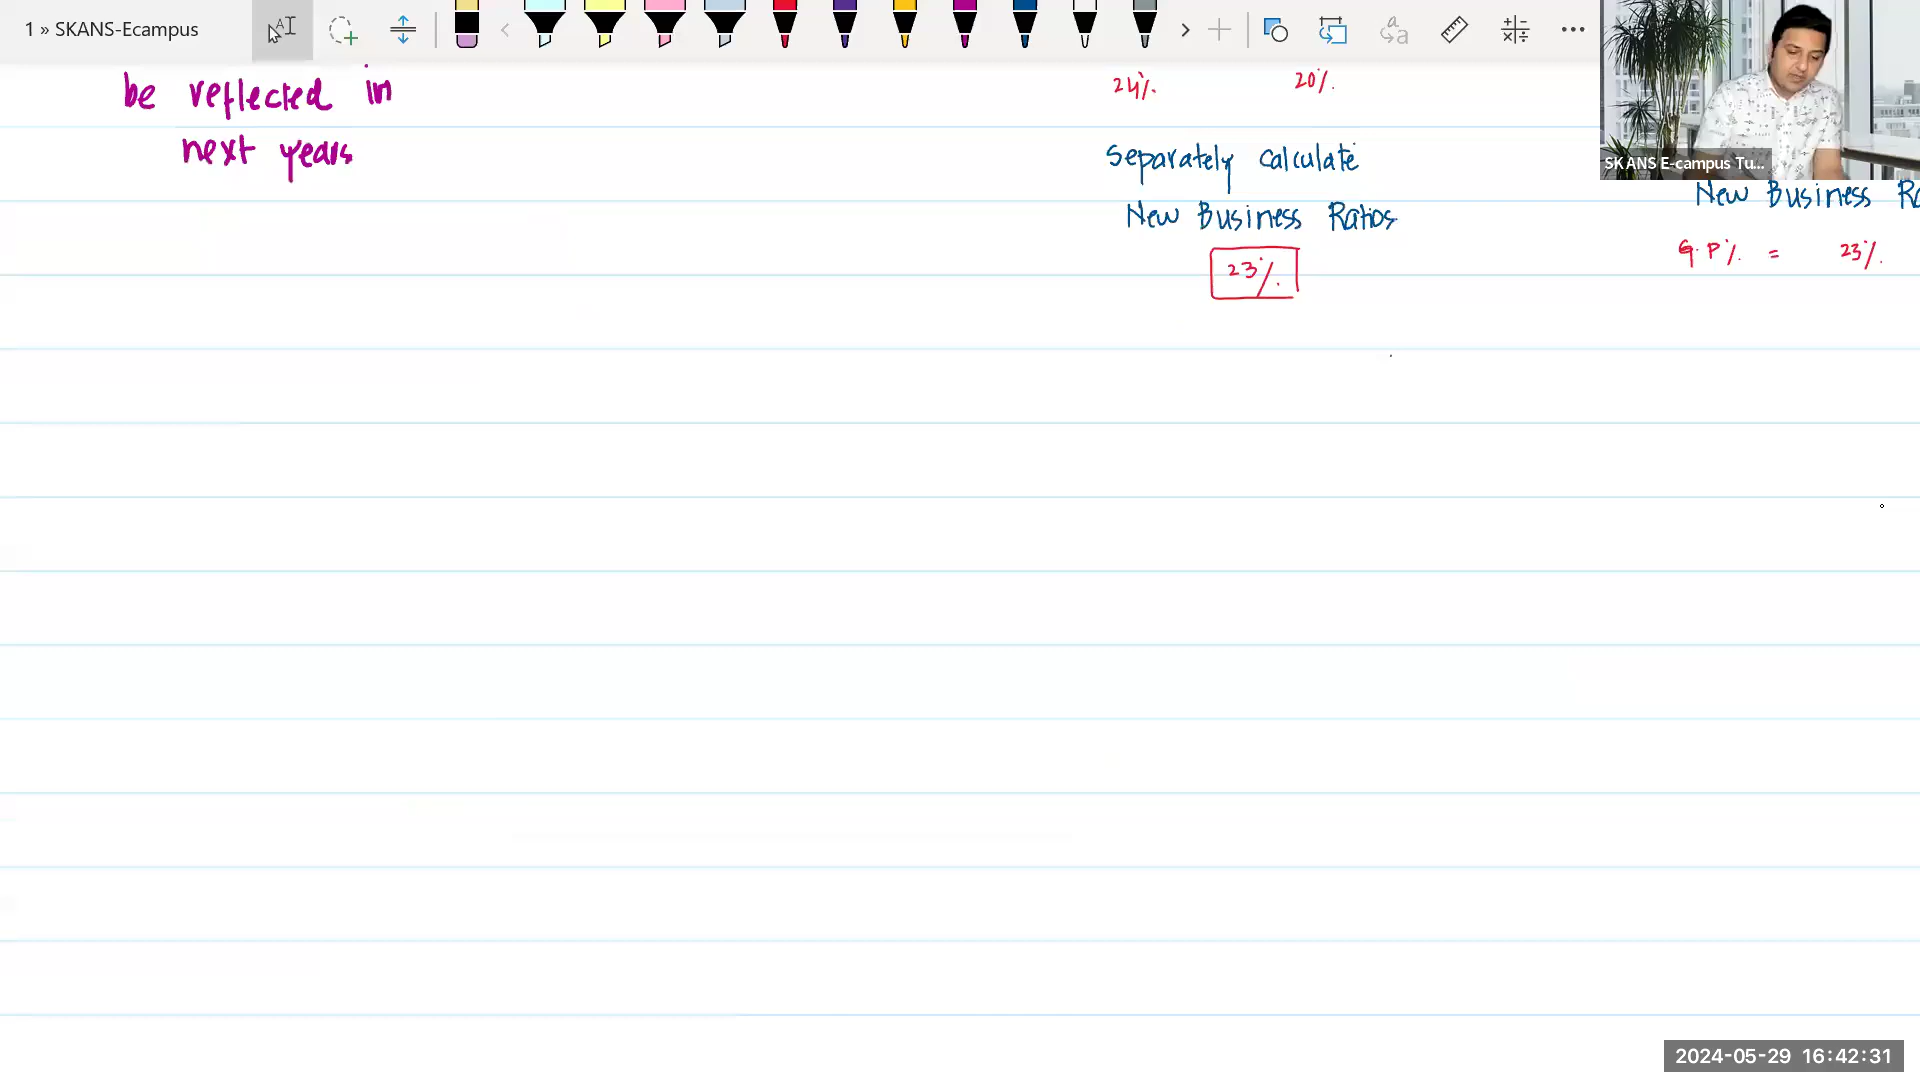 1 » SKANS-Ecampus
be reflected in
next years
24% 20%
Separately calculate
New Business Ratios
23%
SKANS E-campus Tu...
New Business
G.P% = 23%
2024-05-29 16:42:31